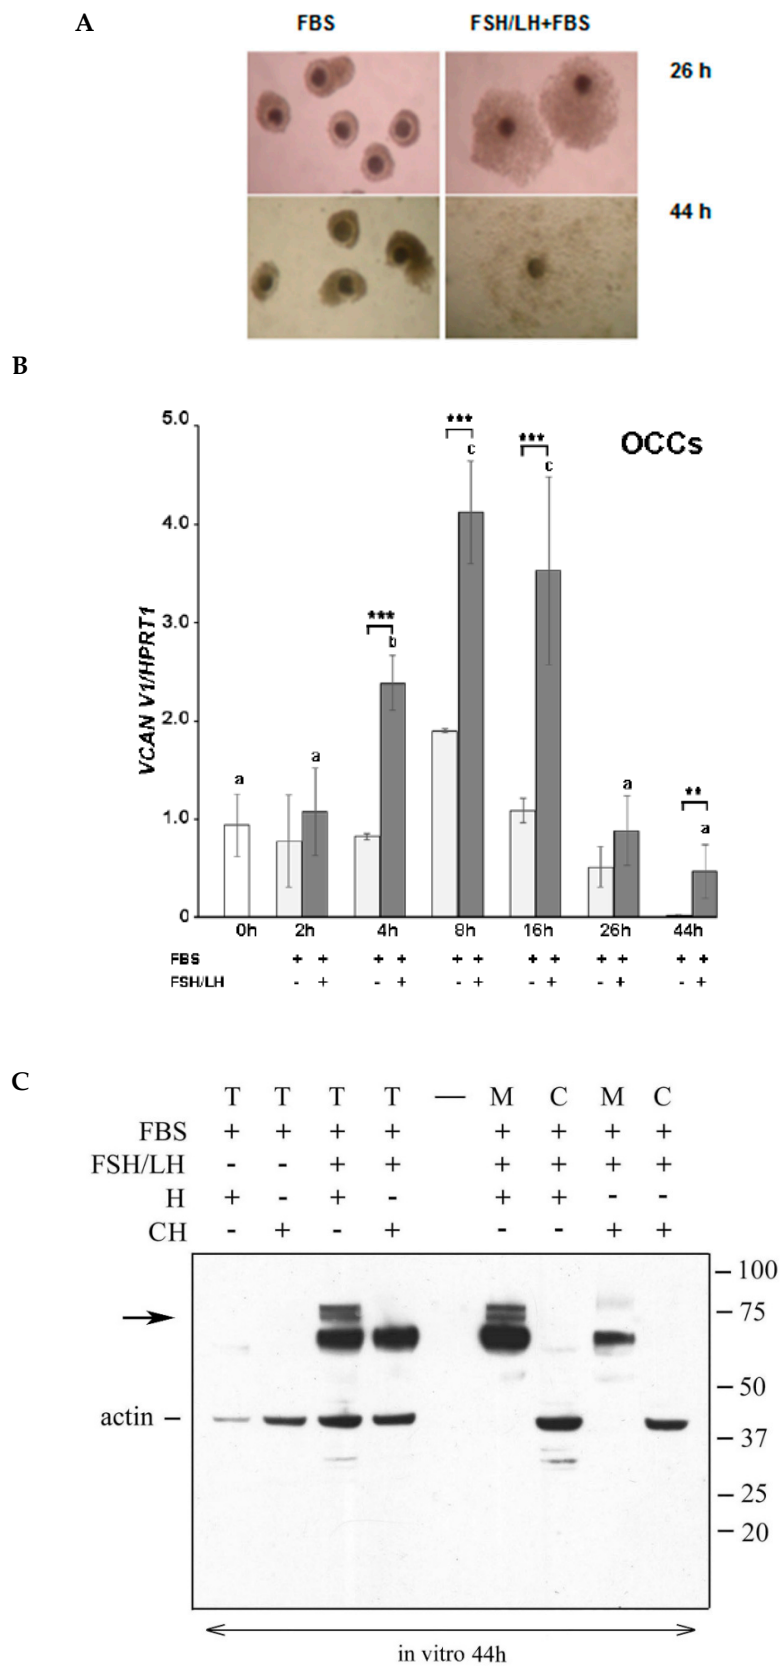 A
FBS FSH/LH+FBS
26 h
44 h
B
OCCs
VCAN V1/HPRT1
5.0
4.0
3.0
2.0
1.0
0
a a *** b *** c *** c a ** a
0h 2h 4h 8h 16h 26h 44h
FBS + + + + + + + + + + + +
FSH/LH - + - + - + - + - + - +
C
T T T T — M C M C
FBS + + + + + + + +
FSH/LH - - + + + + + +
H + - + - + + - -
CH - + - + - - + +
100
75
50
actin –
37
25
20
in vitro 44h